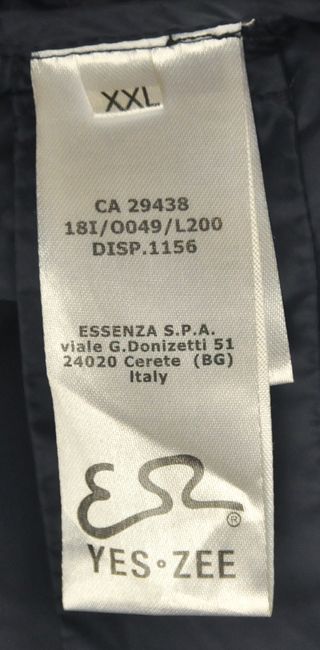 XXL
CA 29438
18I/O049/L200
DISP.1156
ESSENZA S.P.A.
viale G.Donizetti 51
24020 Cerete (BG)
Italy
®
YES∘ZEE